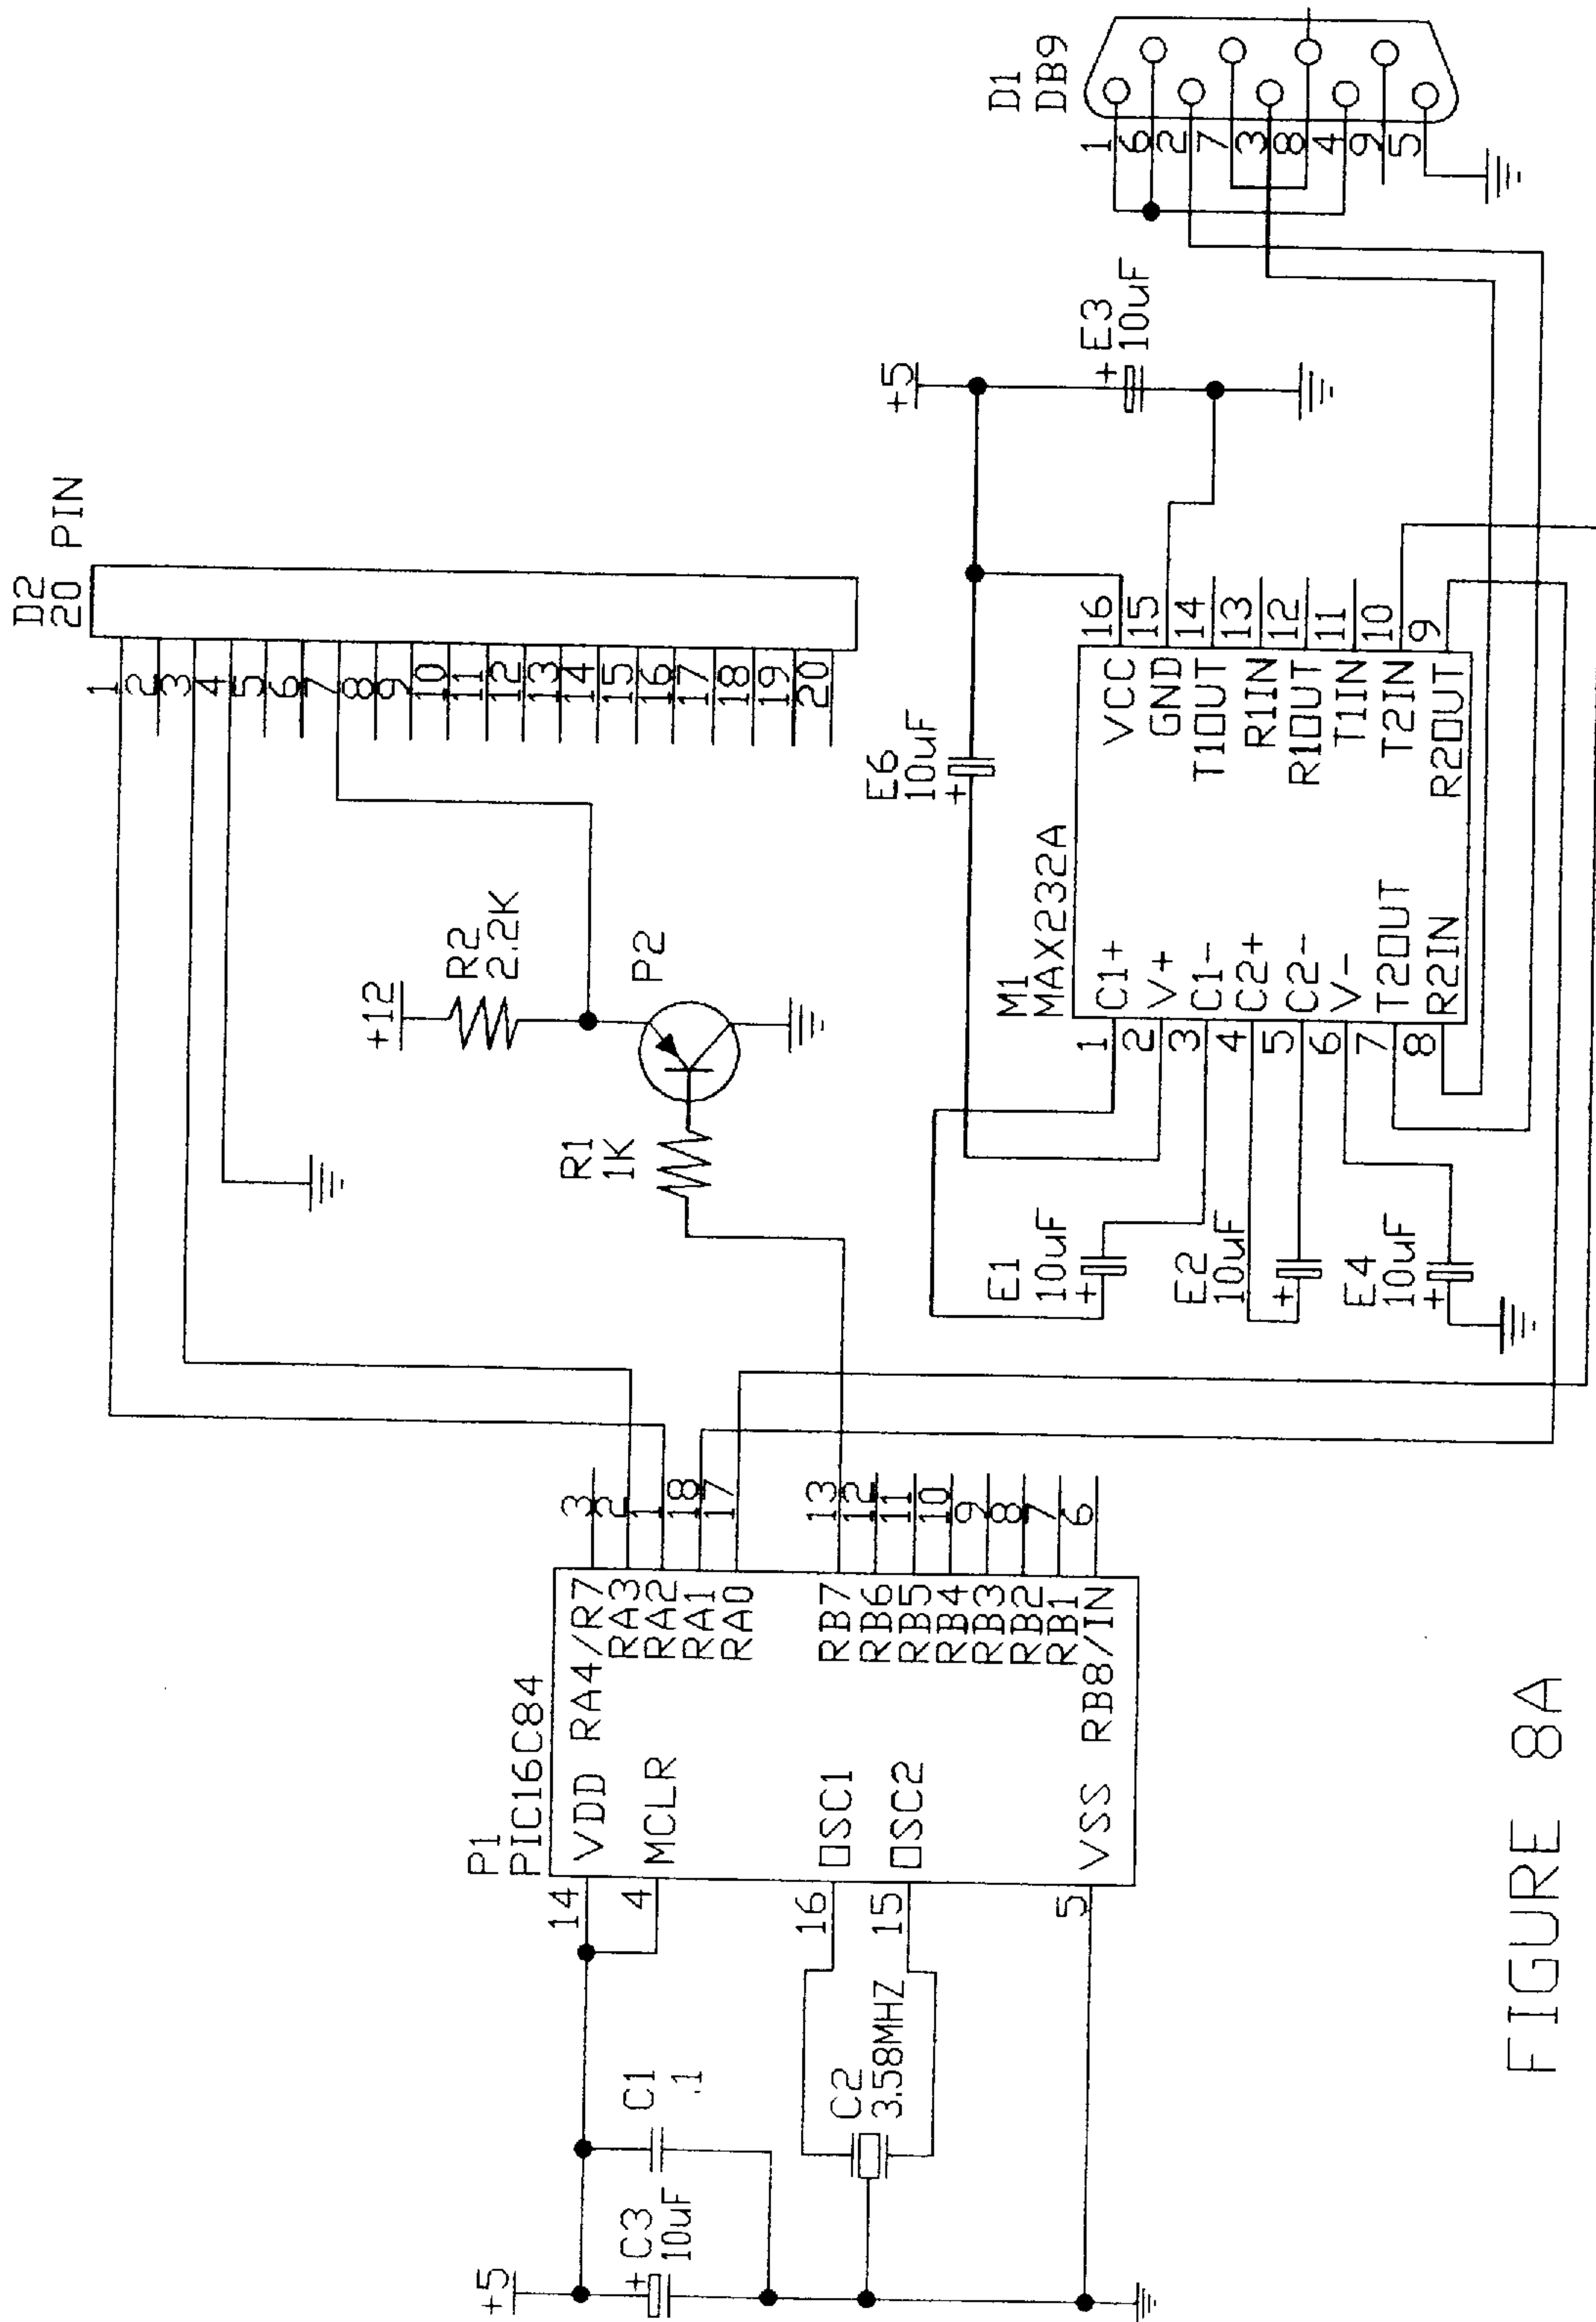 P1
PIC16C84
VDD RA4/R7
RA3
MCLR RA2
RA1
RA0
OSC1 RB7
RB6
OSC2 RB5
RB4
RB3
RB2
RB1
VSS RB8/IN
14
4
16
15
5
3
2
1
18
17
13
12
11
10
9
8
7
6
+5
+
C3
10uF
C1
.1
C2
3.58MHZ
R1
1K
+12
R2
2.2K
P2
D2
20 PIN
1
2
3
4
5
6
7
8
9
10
11
12
13
14
15
16
17
18
19
20
E1
10uF
+
E2
10uF
+
E4
10uF
+
M1
MAX232A
C1+ VCC
V+ GND
C1- T1OUT
C2+ R1IN
C2- R1OUT
V- T1IN
T2OUT T2IN
R2IN R2OUT
1
2
3
4
5
6
7
8
16
15
14
13
12
11
10
9
E6
10uF
+
+5
+
E3
10uF
D1
DB9
1
6
2
7
3
8
4
9
5
FIGURE 8A